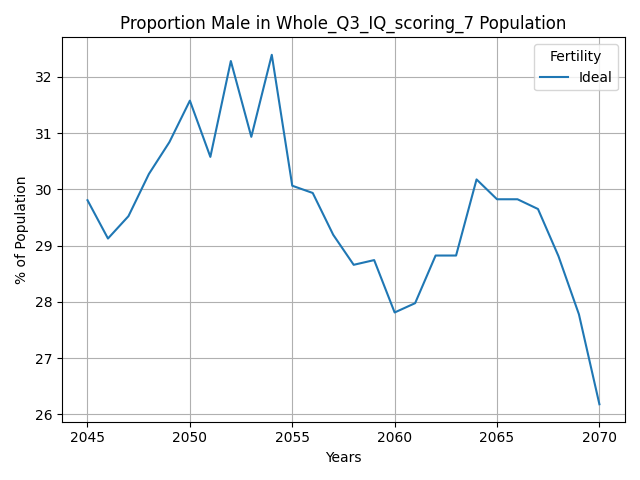 Proportion Male in Whole_Q3_IQ_scoring_7 Population
Fertility
Ideal
% of Population
32
31
30
29
28
27
26
2045
2050
2055
2060
2065
2070
Years